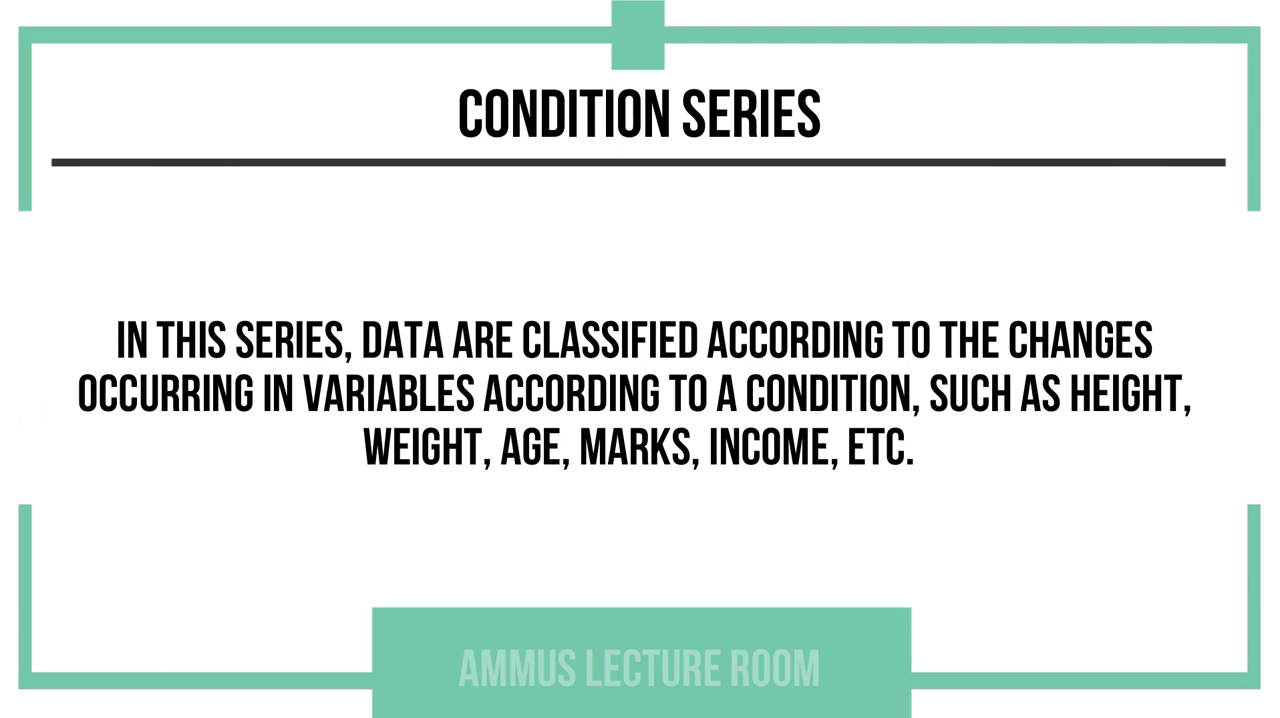 CONDITION SERIES
IN THIS SERIES, DATA ARE CLASSIFIED ACCORDING TO THE CHANGES
OCCURRING IN VARIABLES ACCORDING TO A CONDITION, SUCH AS HEIGHT,
WEIGHT, AGE, MARKS, INCOME, ETC.
AMMUS LECTURE ROOM